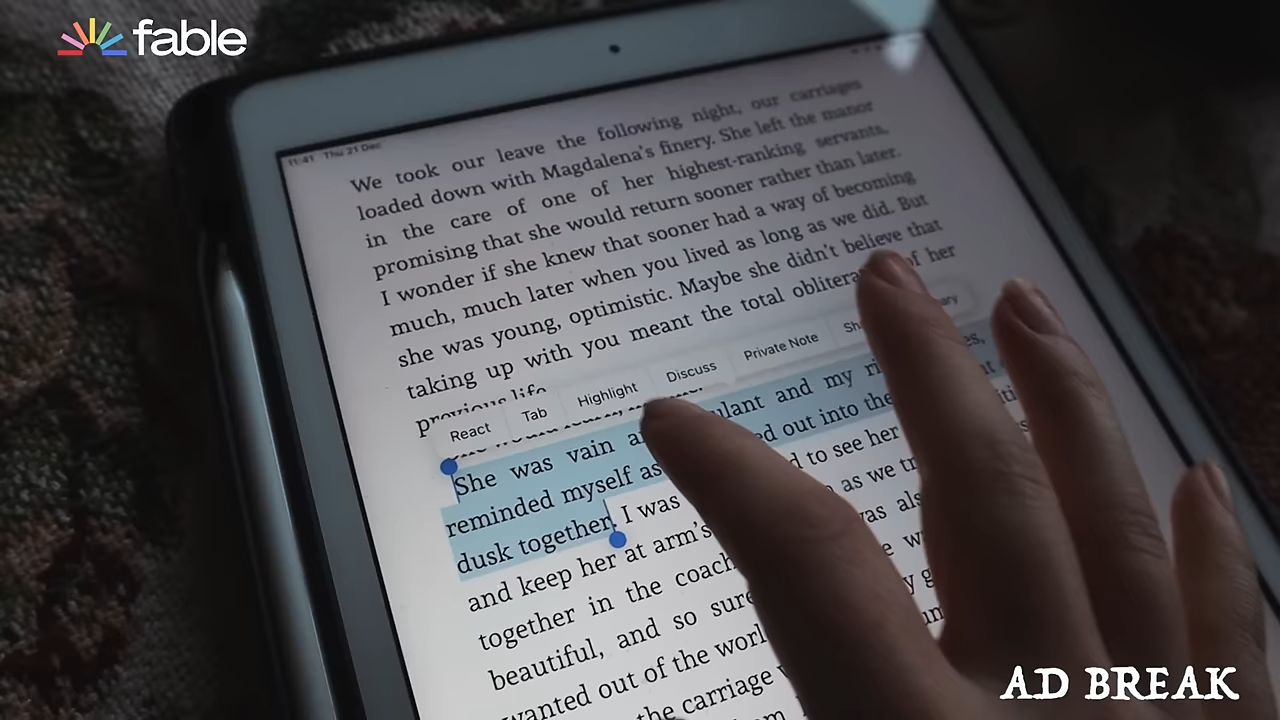 fable
11:41 Thu 21 Dec
We took our leave the following night, our carriages
loaded down with Magdalena's finery. She left the manor
in the care of one of her highest-ranking servants,
promising that she would return sooner rather than later.
I wonder if she knew that sooner had a way of becoming
much, much later when you lived as long as we did. But
she was young, optimistic. Maybe she didn't believe that
taking up with you meant the total of her
previous life
React Tab Highlight Discuss Private Note
She was vain and my
reminded myself out into the
dusk together. I was to see her
and keep her at arm's as we
together in the coach
beautiful, and so sure
wanted out of the world
the carriage
AD BREAK